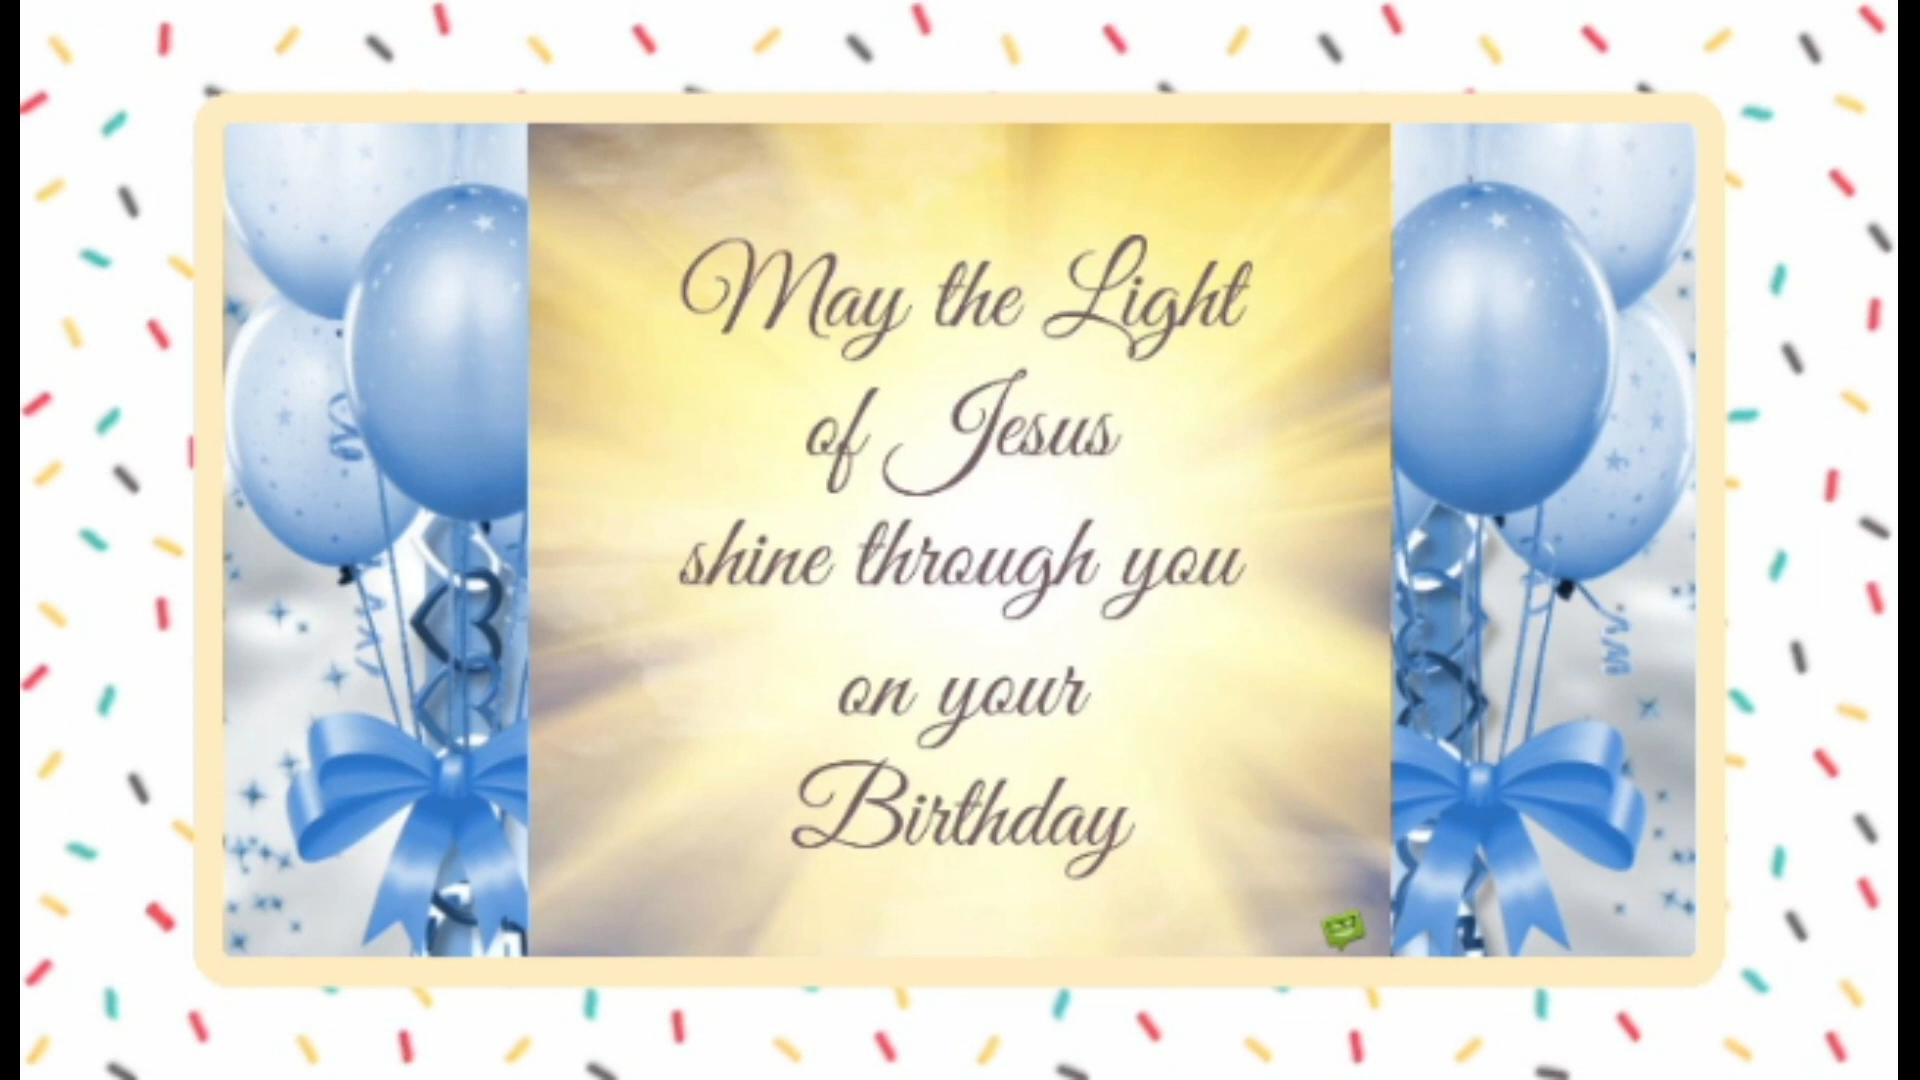 May the Light
of Jesus
shine through you
on your
Birthday